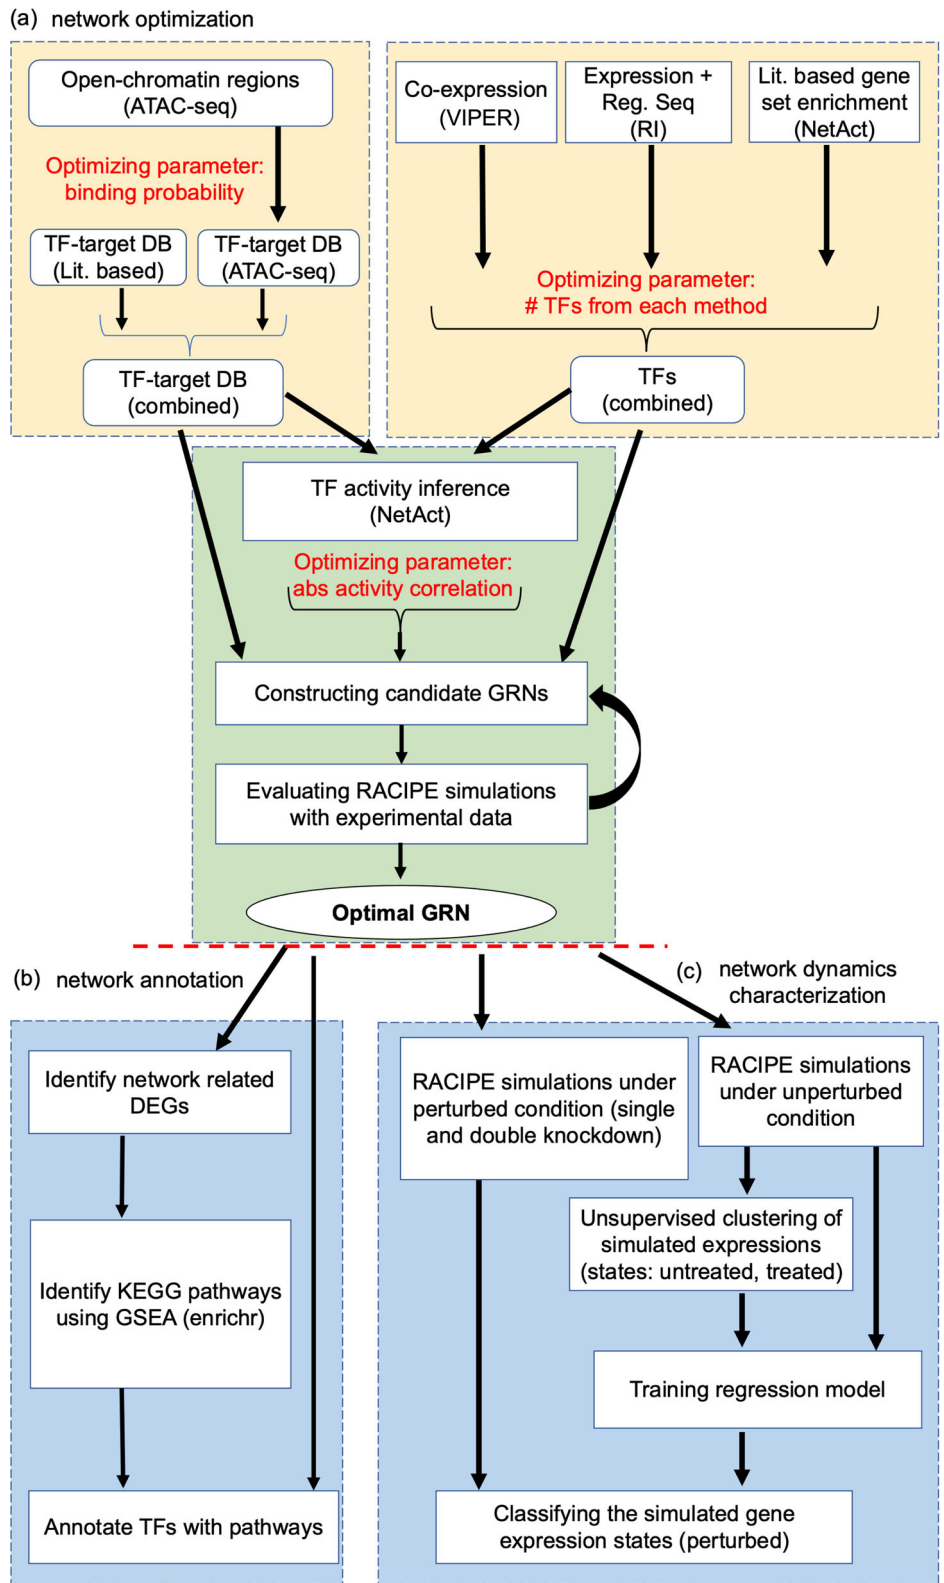 (a) network optimization
Open-chromatin regions
(ATAC-seq)
Optimizing parameter:
binding probability
TF-target DB
(Lit. based)
TF-target DB
(ATAC-seq)
TF-target DB
(combined)
Co-expression
(VIPER)
Expression +
Reg. Seq
(RI)
Lit. based gene
set enrichment
(NetAct)
Optimizing parameter:
# TFs from each method
TFs
(combined)
TF activity inference
(NetAct)
Optimizing parameter:
abs activity correlation
Constructing candidate GRNs
Evaluating RACIPE simulations
with experimental data
Optimal GRN
(b) network annotation
Identify network related
DEGs
Identify KEGG pathways
using GSEA (enrichr)
Annotate TFs with pathways
(c) network dynamics
characterization
RACIPE simulations under
perturbed condition (single
and double knockdown)
RACIPE simulations
under unperturbed
condition
Unsupervised clustering of
simulated expressions
(states: untreated, treated)
Training regression model
Classifying the simulated gene
expression states (perturbed)